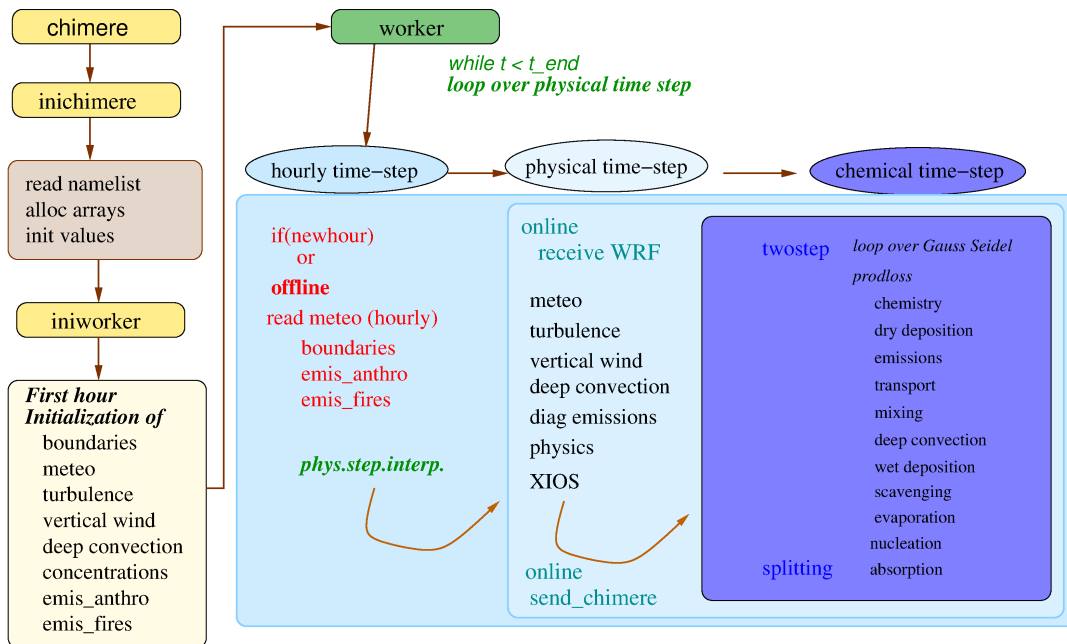 chimere
inichimere
read namelist
alloc arrays
init values
iniworker
First hour
Initialization of
boundaries
meteo
turbulence
vertical wind
deep convection
concentrations
emis_anthro
emis_fires
worker
while t < t_end
loop over physical time step
hourly time−step
physical time−step
chemical time−step
if(newhour)
or
offline
read meteo (hourly)
boundaries
emis_anthro
emis_fires
phys.step.interp.
online
receive WRF
meteo
turbulence
vertical wind
deep convection
diag emissions
physics
XIOS
online
send_chimere
twostep
loop over Gauss Seidel
prodloss
chemistry
dry deposition
emissions
transport
mixing
deep convection
wet deposition
scavenging
evaporation
nucleation
splitting
absorption